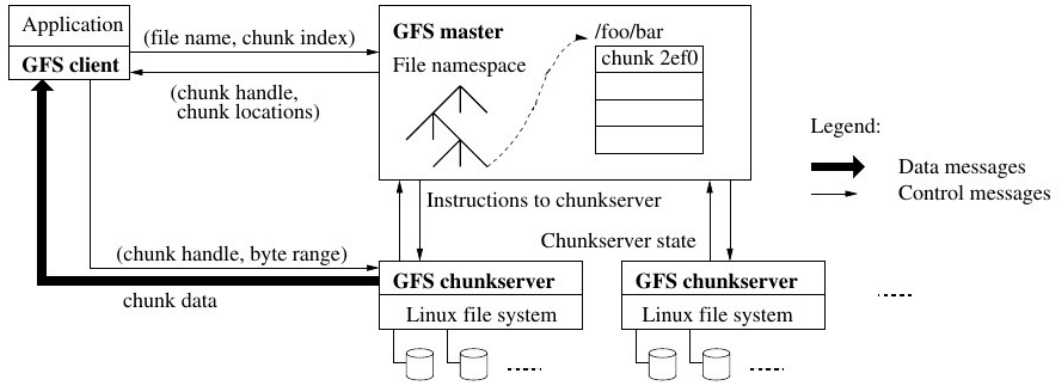 Application
GFS client
(file name, chunk index)
(chunk handle,
chunk locations)
GFS master
File namespace
/foo/bar
chunk 2ef0
Legend:
Data messages
Control messages
Instructions to chunkserver
Chunkserver state
(chunk handle, byte range)
chunk data
GFS chunkserver
Linux file system
GFS chunkserver
Linux file system